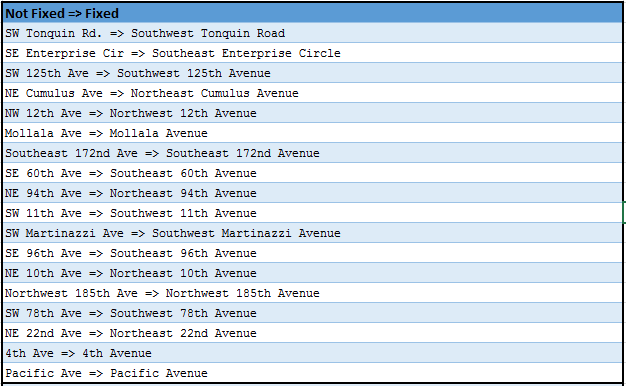 Not Fixed => Fixed
SW Tonquin Rd. => Southwest Tonquin Road
SE Enterprise Cir => Southeast Enterprise Circle
SW 125th Ave => Southwest 125th Avenue
NE Cumulus Ave => Northeast Cumulus Avenue
NW 12th Ave => Northwest 12th Avenue
Mollala Ave => Mollala Avenue
Southeast 172nd Ave => Southeast 172nd Avenue
SE 60th Ave => Southeast 60th Avenue
NE 94th Ave => Northeast 94th Avenue
SW 11th Ave => Southwest 11th Avenue
SW Martinazzi Ave => Southwest Martinazzi Avenue
SE 96th Ave => Southeast 96th Avenue
NE 10th Ave => Northeast 10th Avenue
Northwest 185th Ave => Northwest 185th Avenue
SW 78th Ave => Southwest 78th Avenue
NE 22nd Ave => Northeast 22nd Avenue
4th Ave => 4th Avenue
Pacific Ave => Pacific Avenue